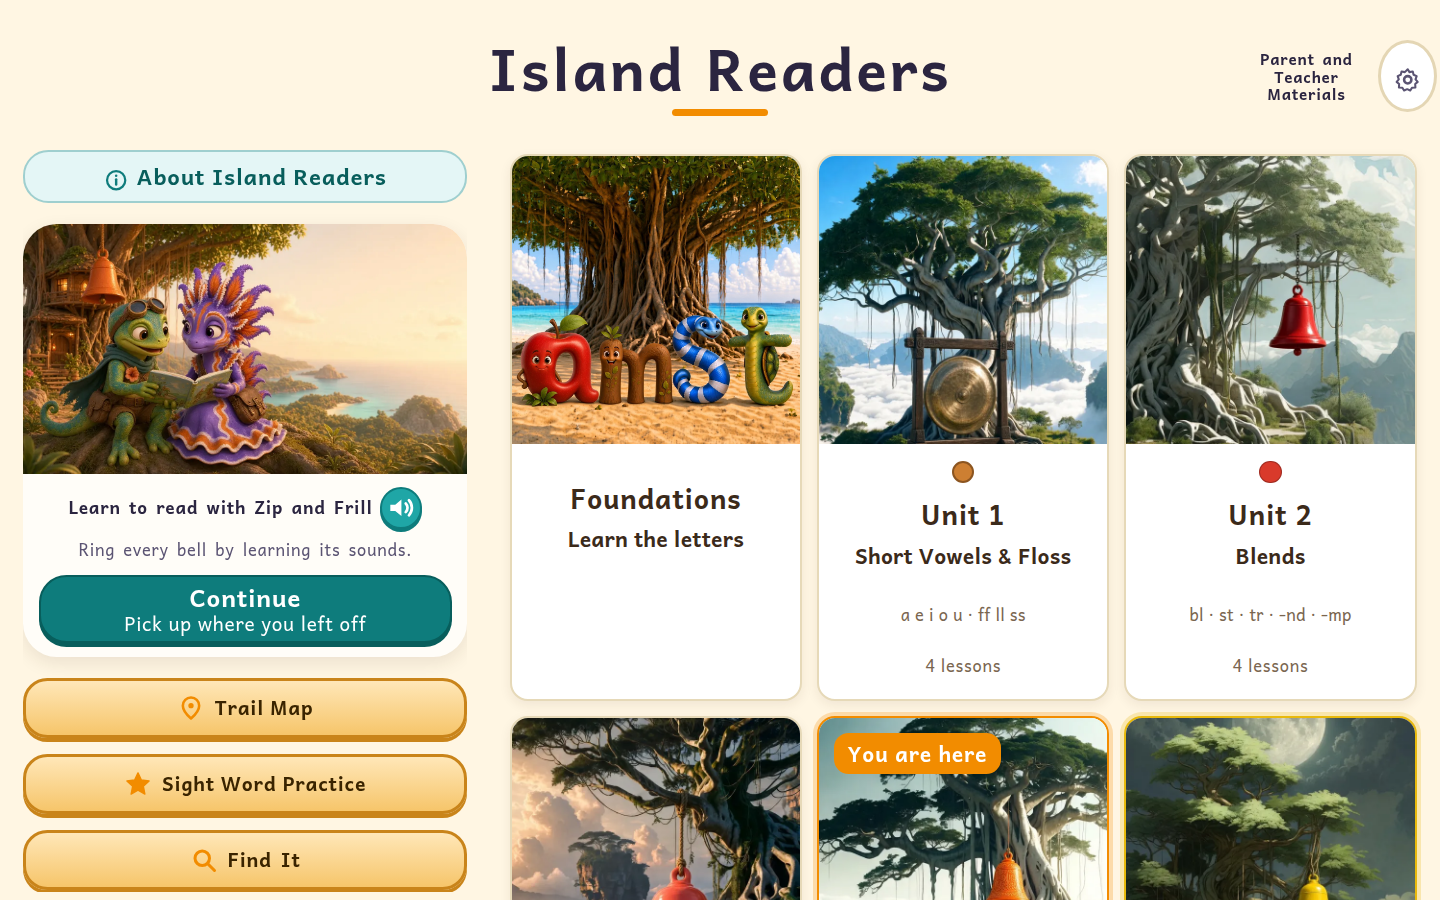 Island Readers
Parent and
Teacher
Materials
About Island Readers
Learn to read with Zip and Frill
Ring every bell by learning its sounds.
Continue
Pick up where you left off
Trail Map
Sight Word Practice
Find It
a m s t
Foundations
Learn the letters
Unit 1
Short Vowels & Floss
a e i o u · ff ll ss
4 lessons
Unit 2
Blends
bl · st · tr · -nd · -mp
4 lessons
You are here